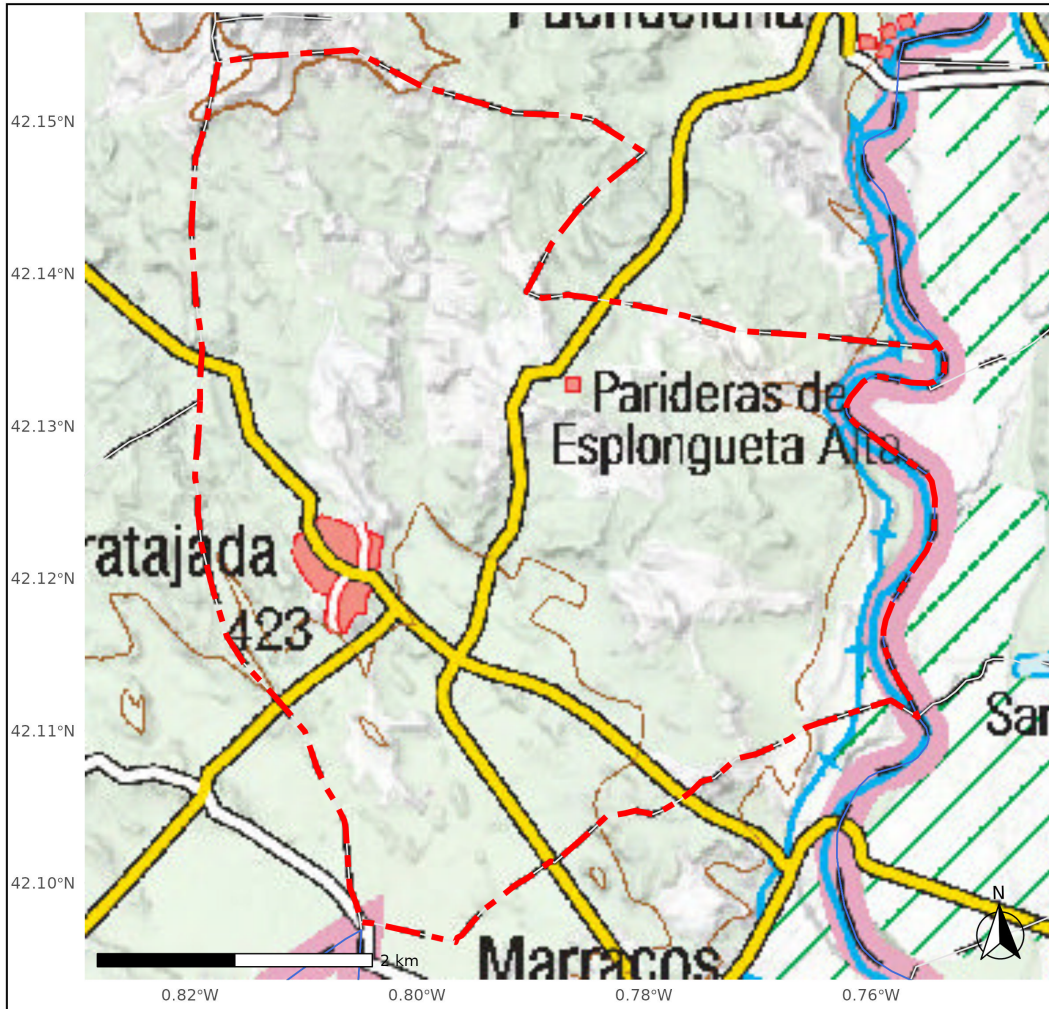 42.15°N
42.14°N
42.13°N
42.12°N
42.11°N
42.10°N
Parideras de
Esplongueta Alta
ratajada
423
San
Marracos
N
2 km
0.82°W
0.80°W
0.78°W
0.76°W